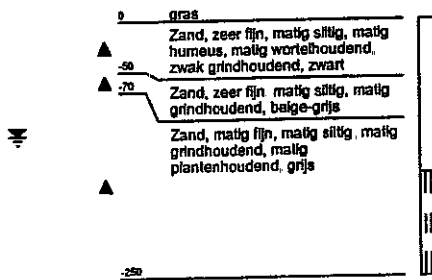 0 gras
Zand, zeer fijn, matig siltig, matig
humeus, matig wortelhoudend,
zwak grindhoudend, zwart
-50
Zand, zeer fijn matig siltig, matig
-70
grindhoudend, beige-grijs
Zand, matig fijn, matig siltig, matig
grindhoudend, matig
plantenhoudend, grijs
-250